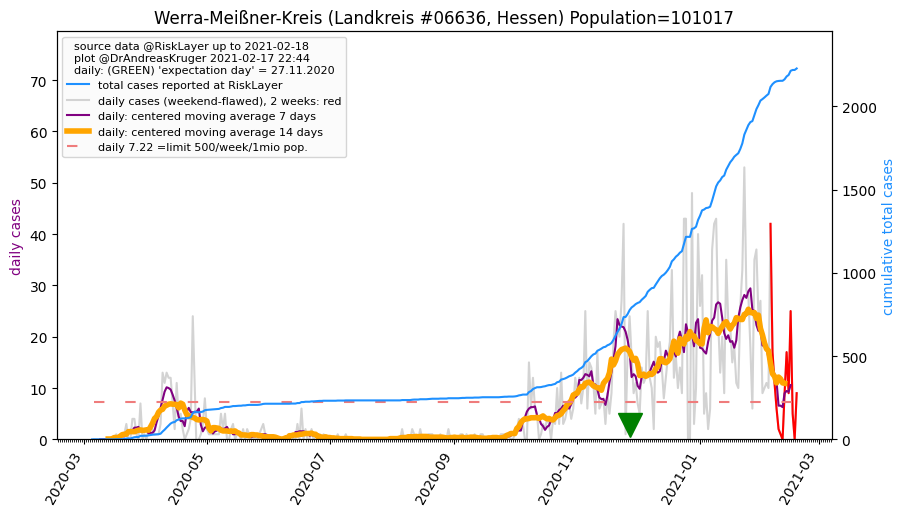 Werra-Meißner-Kreis (Landkreis #06636, Hessen) Population=101017
source data @RiskLayer up to 2021-02-18
plot @DrAndreasKruger 2021-02-17 22:44
daily: (GREEN) 'expectation day' = 27.11.2020
total cases reported at RiskLayer
daily cases (weekend-flawed), 2 weeks: red
daily: centered moving average 7 days
daily: centered moving average 14 days
daily 7.22 =limit 500/week/1mio pop.
daily cases
70
60
50
40
30
20
10
0
cumulative total cases
2000
1500
1000
500
0
2020-03
2020-05
2020-07
2020-09
2020-11
2021-01
2021-03